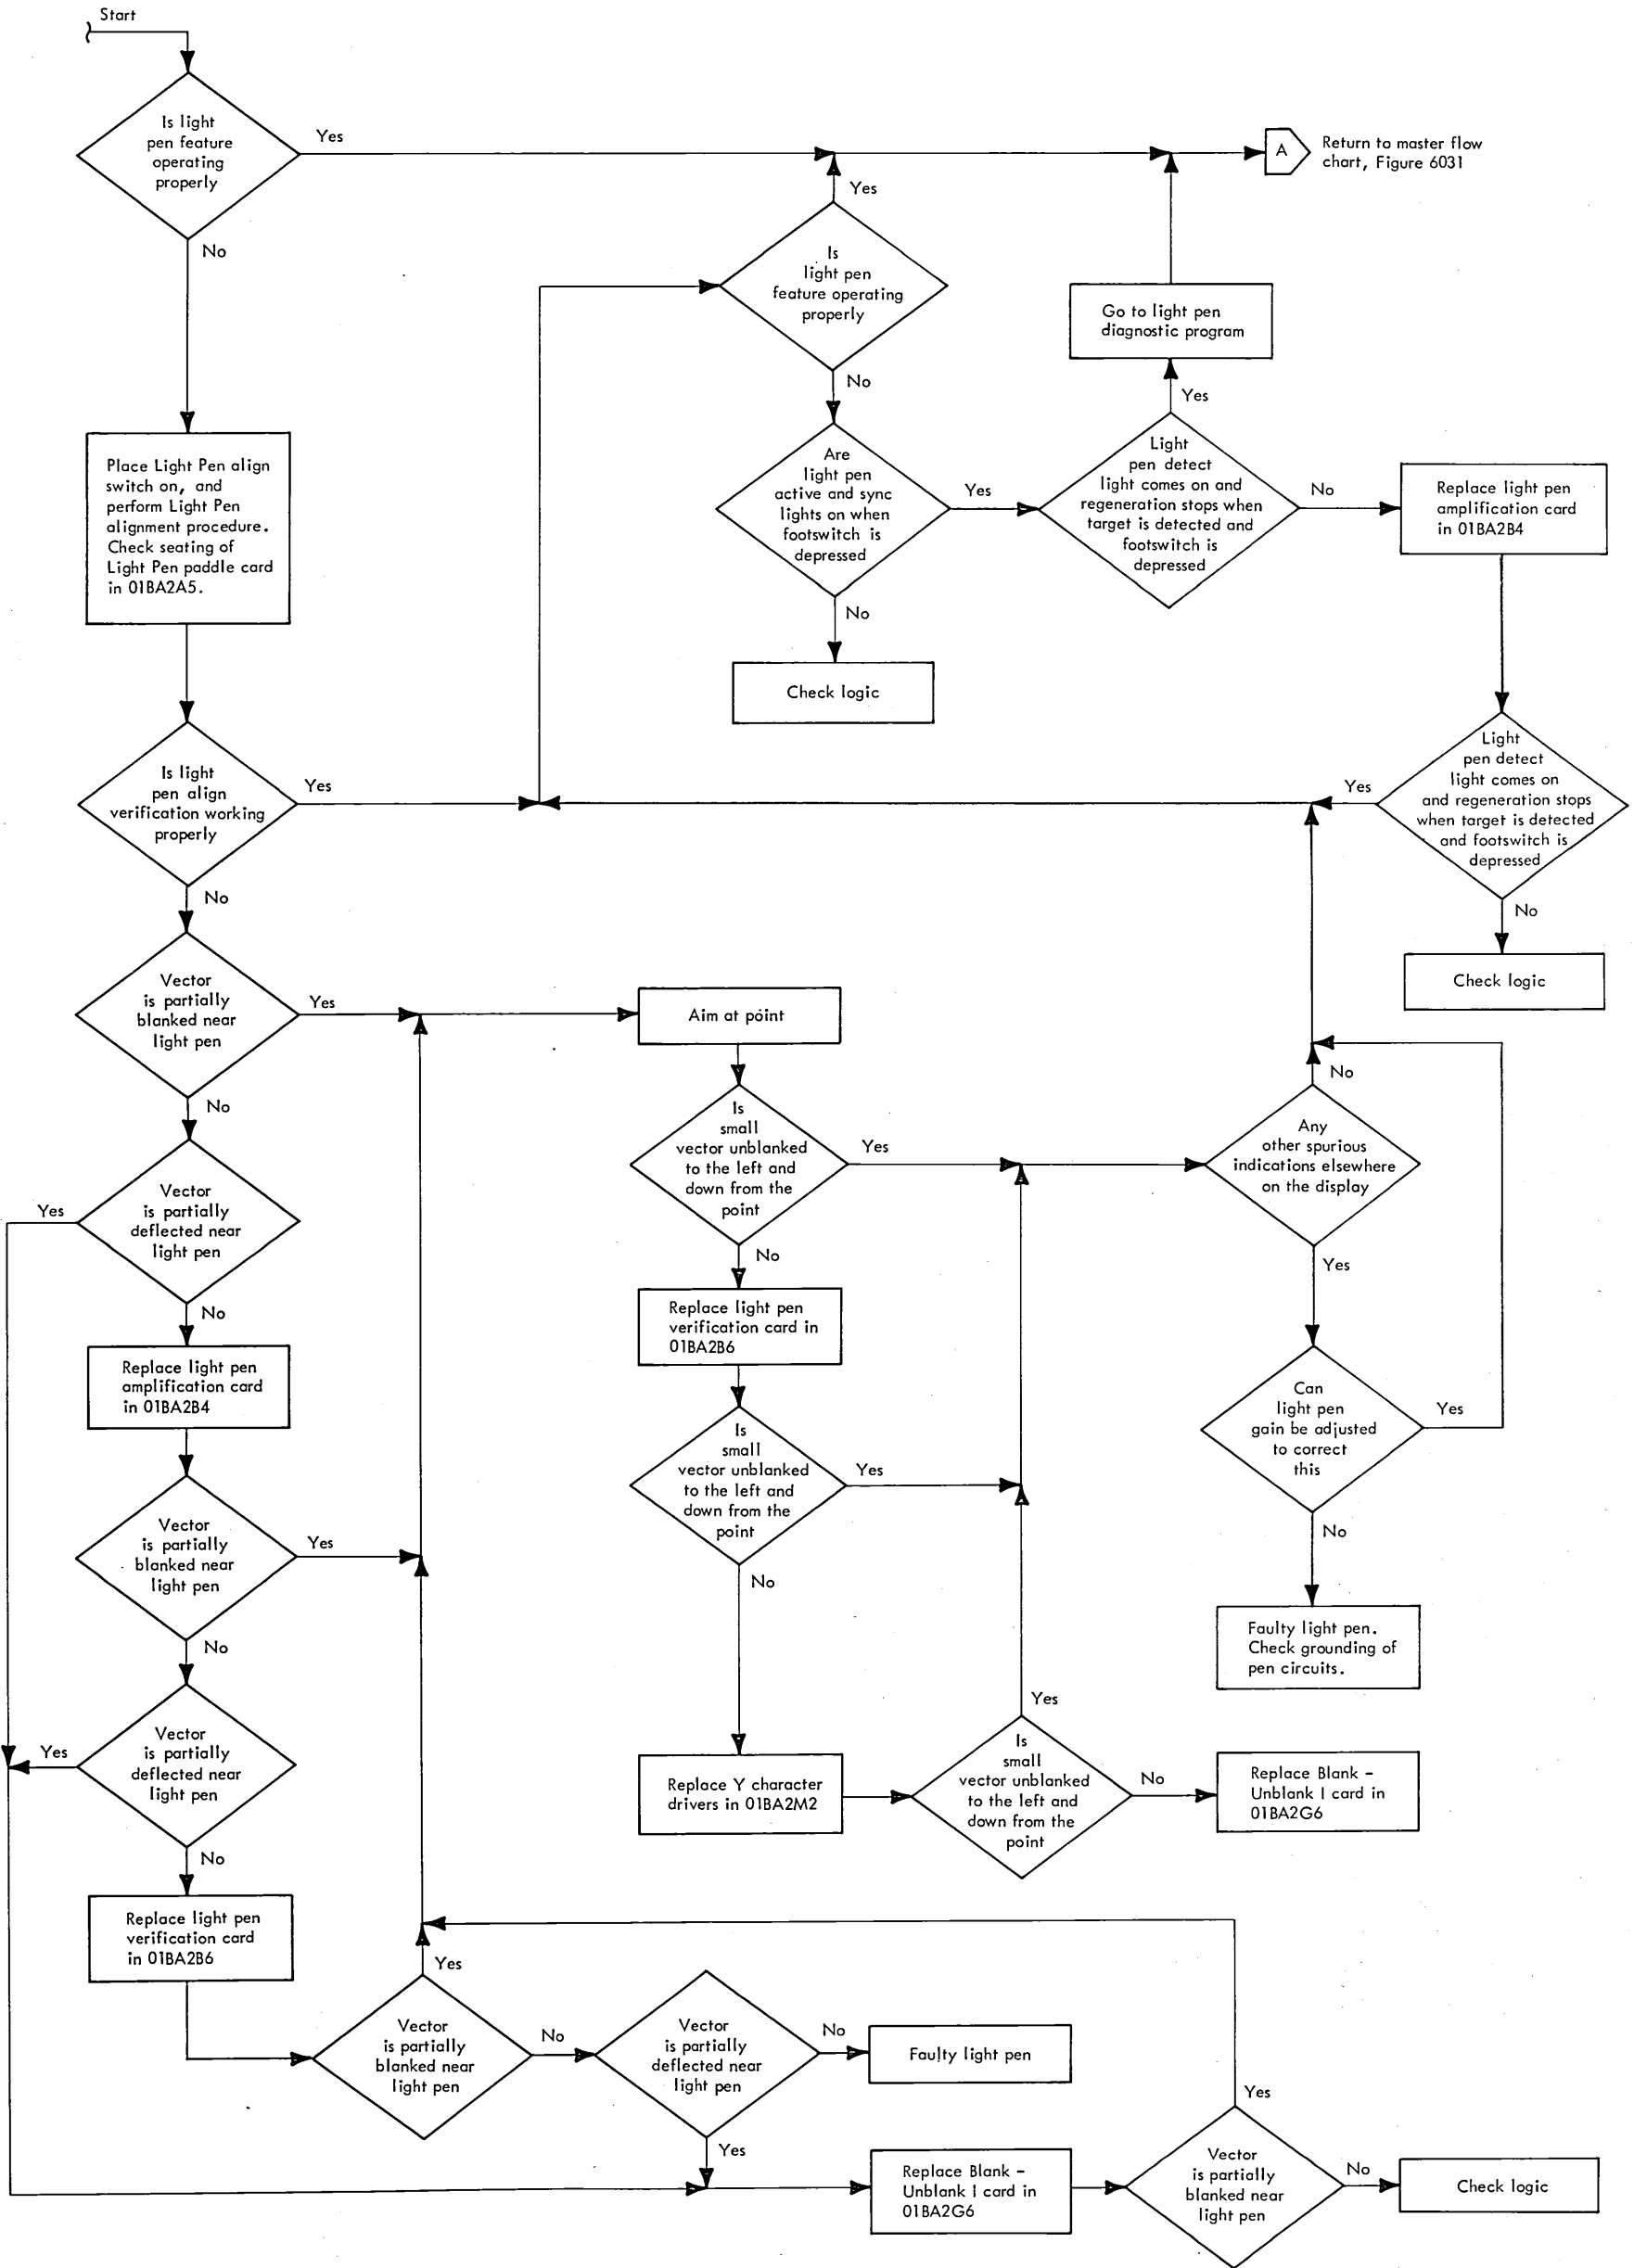 Start
Is light
pen feature
operating
properly
Yes
No
A
Return to master flow
chart, Figure 6031
Yes
Is
light pen
feature operating
properly
No
Go to light pen
diagnostic program
Yes
Place Light Pen align
switch on, and
perform Light Pen
alignment procedure.
Check seating of
Light Pen paddle card
in 01BA2A5.
Are
light pen
active and sync
lights on when
footswitch is
depressed
Yes
No
Light
pen detect
light comes on and
regeneration stops when
target is detected and
footswitch is
depressed
No
Replace light pen
amplification card
in 01BA2B4
Check logic
Is light
pen align
verification working
properly
Yes
No
Light
pen detect
light comes on
and regeneration stops
when target is detected
and footswitch is
depressed
Yes
No
Check logic
Vector
is partially
blanked near
light pen
Yes
No
Aim at point
Is
small
vector unblanked
to the left and
down from the
point
Yes
No
No
Any
other spurious
indications elsewhere
on the display
Yes
Vector
is partially
deflected near
light pen
Yes
No
Replace light pen
verification card in
01BA2B6
Replace light pen
amplification card
in 01BA2B4
Can
light pen
gain be adjusted
to correct
this
Yes
No
Is
small
vector unblanked
to the left and
down from the
point
Yes
No
Vector
is partially
blanked near
light pen
Yes
No
Faulty light pen.
Check grounding of
pen circuits.
Vector
is partially
deflected near
light pen
Yes
No
Replace Y character
drivers in 01BA2M2
Yes
Is
small
vector unblanked
to the left and
down from the
point
No
Replace Blank -
Unblank I card in
01BA2G6
Replace light pen
verification card
in 01BA2B6
Yes
Vector
is partially
blanked near
light pen
No
Vector
is partially
deflected near
light pen
No
Yes
Faulty light pen
Replace Blank -
Unblank I card in
01BA2G6
Yes
Vector
is partially
blanked near
light pen
No
Check logic